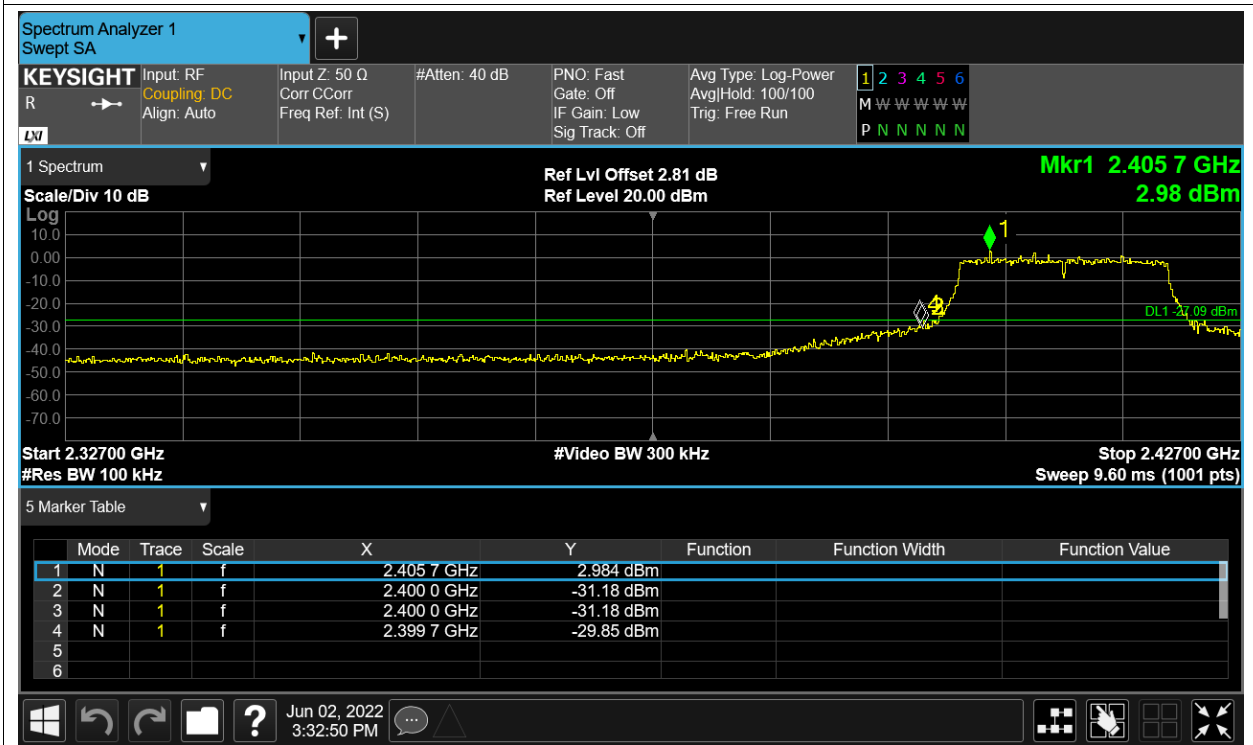 Spectrum Analyzer 1
Swept SA
+
KEYSIGHT Input: RF Input Z: 50 Ω #Atten: 40 dB PNO: Fast Avg Type: Log-Power 1 2 3 4 5 6
R Coupling: DC Corr CCorr Gate: Off Avg|Hold: 100/100 M W W W W W
Align: Auto Freq Ref: Int (S) IF Gain: Low Trig: Free Run
LXI Sig Track: Off P N N N N N
1 Spectrum Ref Lvl Offset 2.81 dB Mkr1 2.405 7 GHz
Scale/Div 10 dB Ref Level 20.00 dBm 2.98 dBm
Log
10.0 1
0.00
-10.0
-20.0
DL1 -27.09 dBm
-30.0
-40.0
-50.0
-60.0
-70.0
Start 2.32700 GHz #Video BW 300 kHz Stop 2.42700 GHz
#Res BW 100 kHz Sweep 9.60 ms (1001 pts)
5 Marker Table
Mode Trace Scale X Y Function Function Width Function Value
1 N 1 f 2.405 7 GHz 2.984 dBm
2 N 1 f 2.400 0 GHz -31.18 dBm
3 N 1 f 2.400 0 GHz -31.18 dBm
4 N 1 f 2.399 7 GHz -29.85 dBm
5
6
? Jun 02, 2022
3:32:50 PM